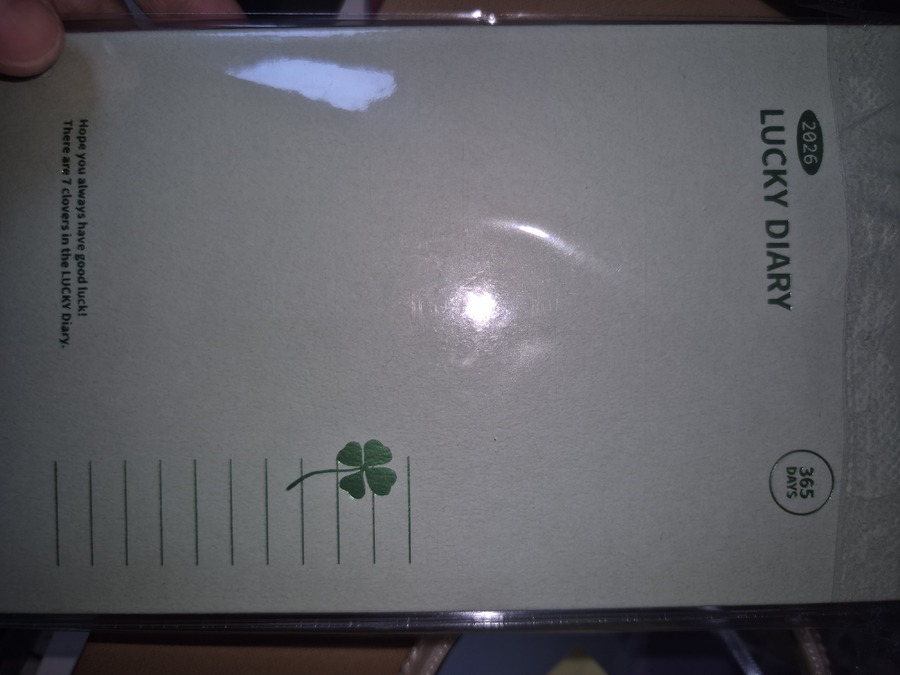 2026
LUCKY DIARY
365
DAYS
Hope you always have good luck!
There are 7 clovers in the LUCKY Diary.